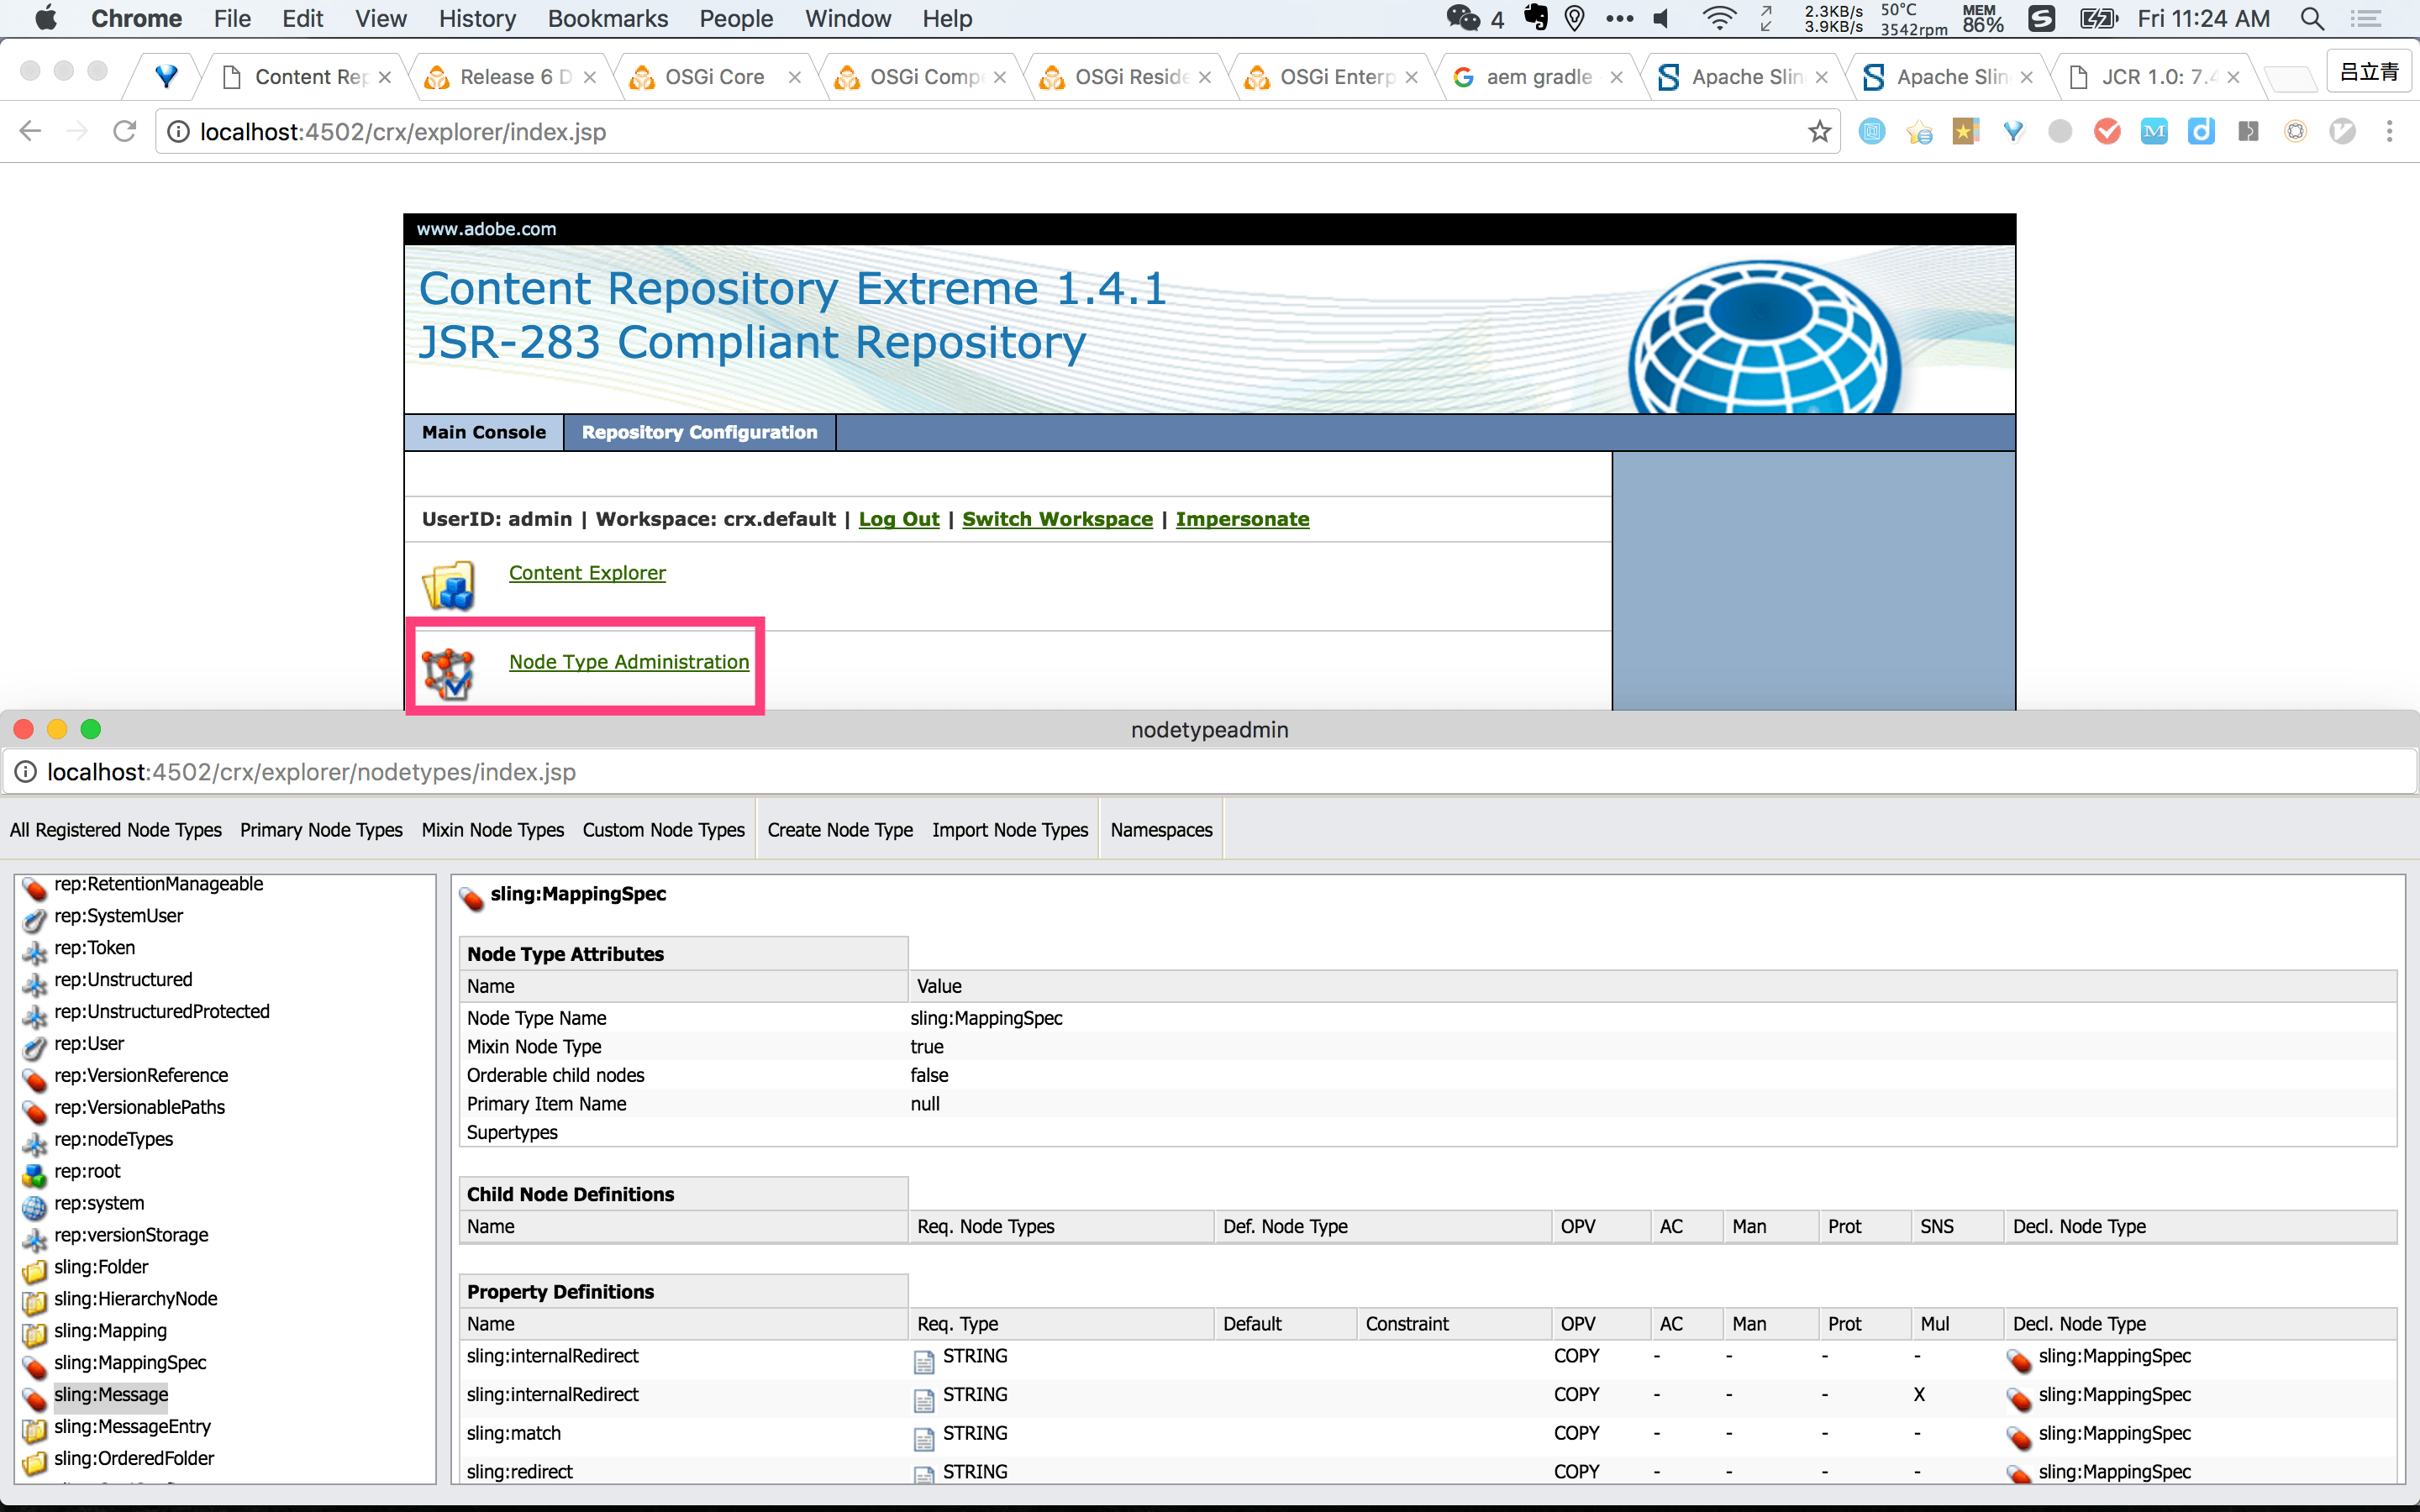 Chrome File Edit View History Bookmarks People Window Help 4 2.3KB/s 3.9KB/s 50°C 3542rpm MEM 86% Fri 11:24 AM
Content Rep Release 6 D OSGi Core OSGi Comp OSGi Reside OSGi Enterp aem gradle Apache Slin Apache Slin JCR 1.0: 7.4 吕立青
localhost:4502/crx/explorer/index.jsp
www.adobe.com
Content Repository Extreme 1.4.1
JSR-283 Compliant Repository
Main Console Repository Configuration
UserID: admin | Workspace: crx.default | Log Out | Switch Workspace | Impersonate
Content Explorer
Node Type Administration
nodetypeadmin
localhost:4502/crx/explorer/nodetypes/index.jsp
All Registered Node Types Primary Node Types Mixin Node Types Custom Node Types Create Node Type Import Node Types Namespaces
rep:RetentionManageable
rep:SystemUser
rep:Token
rep:Unstructured
rep:UnstructuredProtected
rep:User
rep:VersionReference
rep:VersionablePaths
rep:nodeTypes
rep:root
rep:system
rep:versionStorage
sling:Folder
sling:HierarchyNode
sling:Mapping
sling:MappingSpec
sling:Message
sling:MessageEntry
sling:OrderedFolder
sling:MappingSpec
Node Type Attributes
Name Value
Node Type Name sling:MappingSpec
Mixin Node Type true
Orderable child nodes false
Primary Item Name null
Supertypes
Child Node Definitions
Name Req. Node Types Def. Node Type OPV AC Man Prot SNS Decl. Node Type
Property Definitions
Name Req. Type Default Constraint OPV AC Man Prot Mul Decl. Node Type
sling:internalRedirect STRING COPY - - - - sling:MappingSpec
sling:internalRedirect STRING COPY - - - X sling:MappingSpec
sling:match STRING COPY - - - - sling:MappingSpec
sling:redirect STRING COPY - - - - sling:MappingSpec